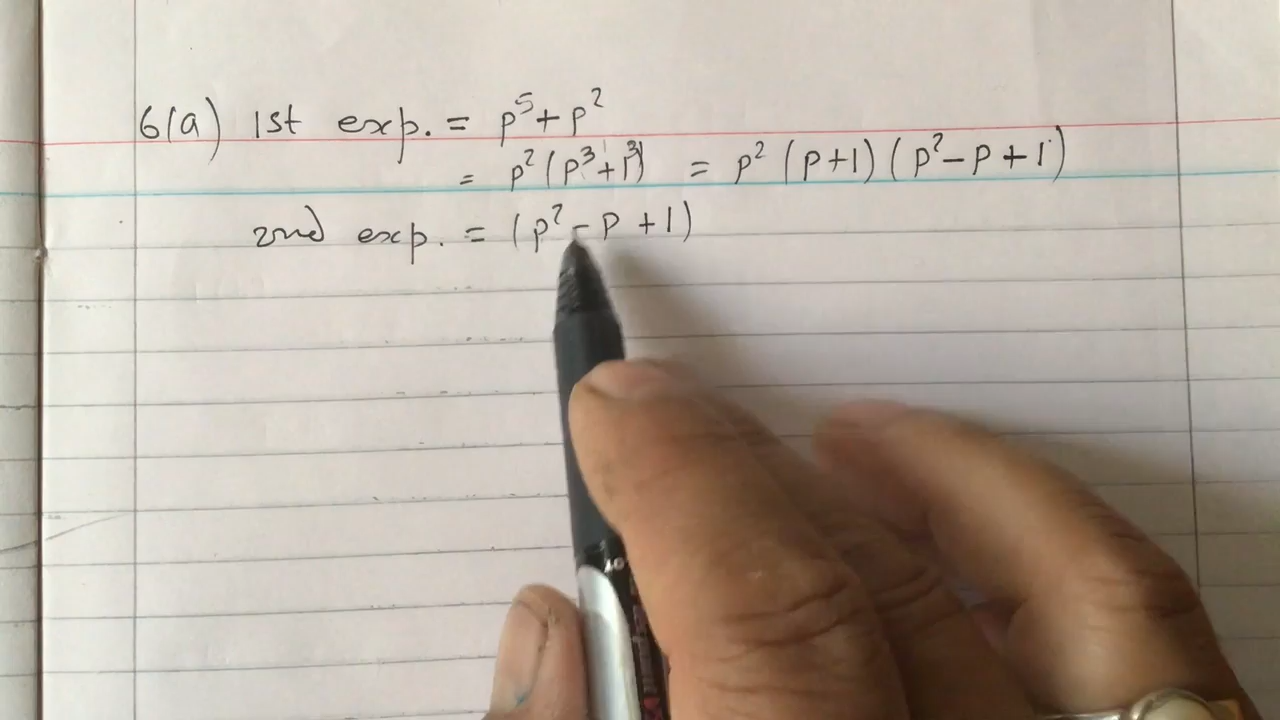 6(a) 1st exp. = p⁵ + p²
= p² (p³ + 1³) = p² (p+1) (p² - p + 1)
2nd exp. = (p² - p + 1)